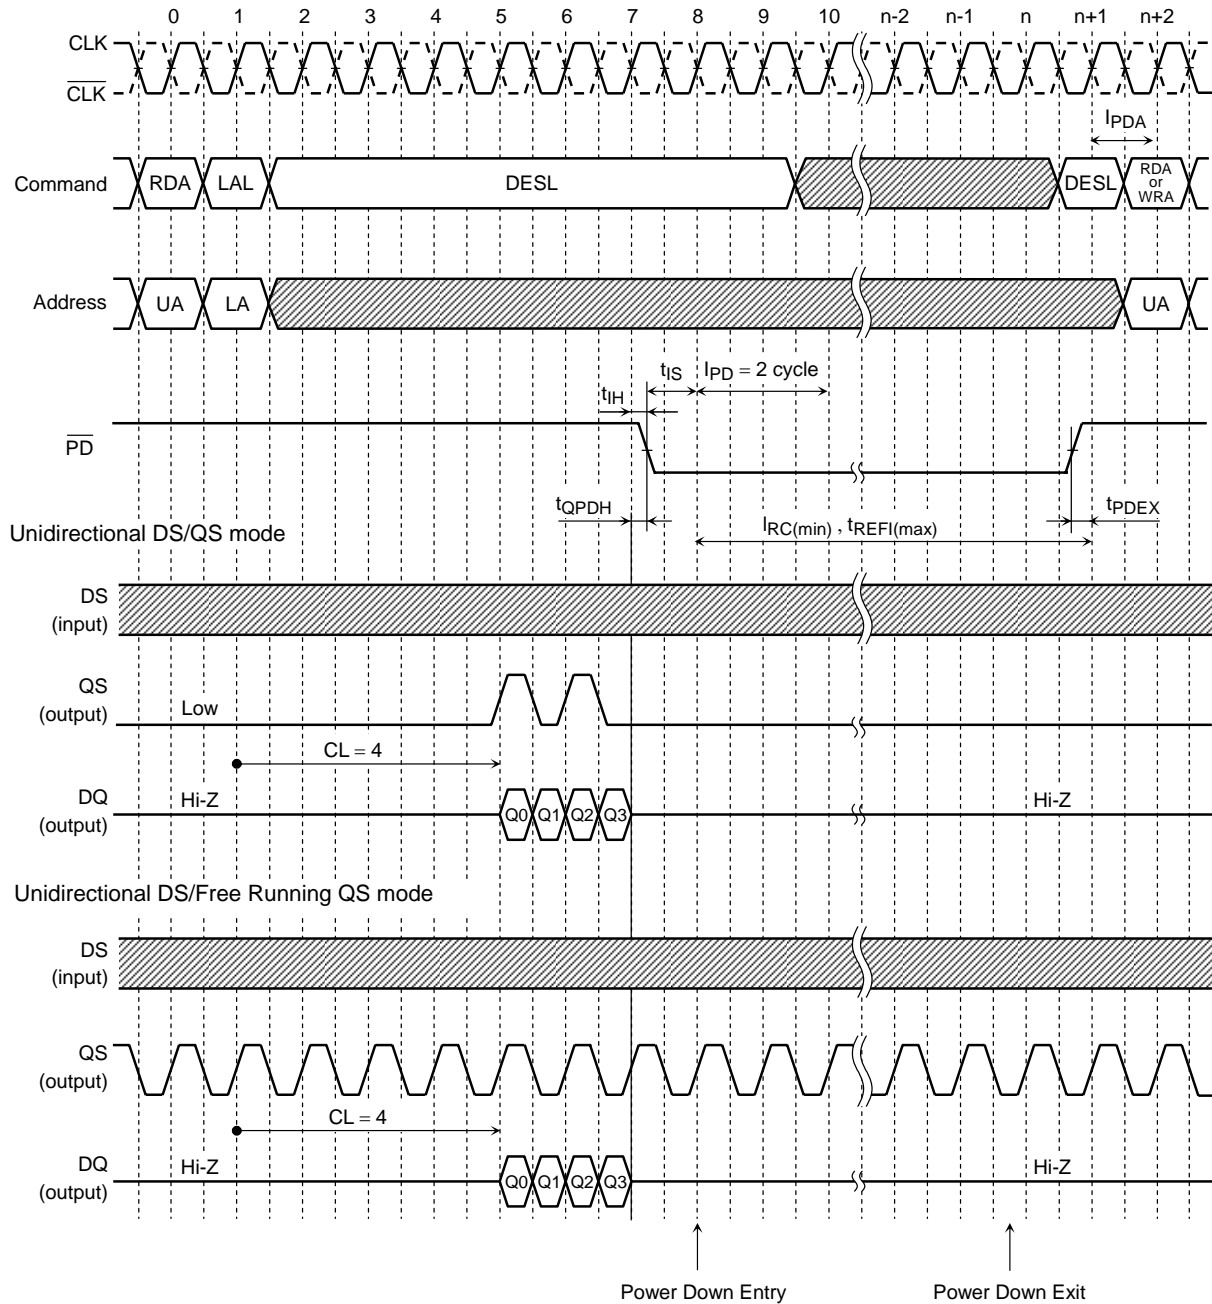 0 1 2 3 4 5 6 7 8 9 10 n-2 n-1 n n+1 n+2
CLK
CLK
IPDA
Command RDA LAL DESL DESL RDA or WRA
Address UA LA UA
tIS IPD = 2 cycle
tIH
PD
tQPDH tPDEX
IRC(min) , tREFI(max)
Unidirectional DS/QS mode
DS
(input)
QS
(output) Low
CL = 4
DQ
(output) Hi-Z Q0 Q1 Q2 Q3 Hi-Z
Unidirectional DS/Free Running QS mode
DS
(input)
QS
(output)
CL = 4
DQ
(output) Hi-Z Q0 Q1 Q2 Q3 Hi-Z
Power Down Entry Power Down Exit